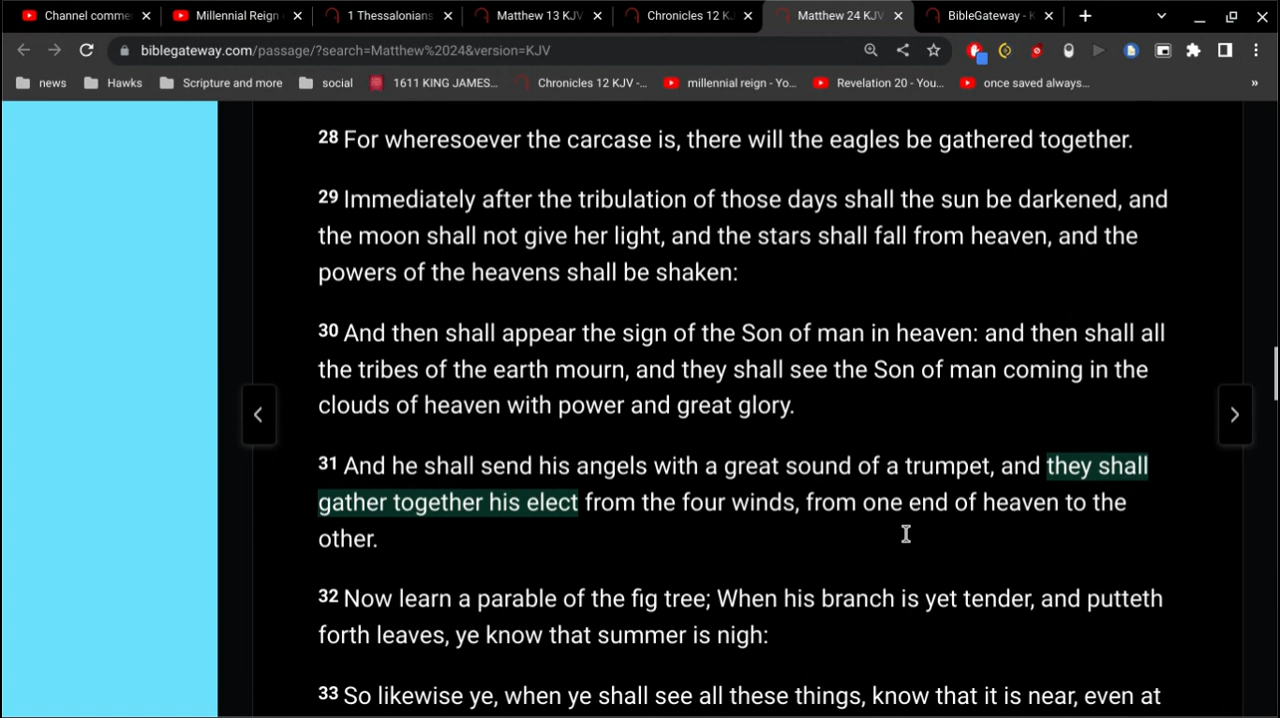 Channel comme
Millennial Reign
1 Thessalonians
Matthew 13 KJV
Chronicles 12 K
Matthew 24 KJV
BibleGateway - K
biblegateway.com/passage/?search=Matthew%2024&version=KJV
news
Hawks
Scripture and more
social
1611 KING JAMES...
Chronicles 12 KJV -...
millennial reign - Yo...
Revelation 20 - You...
once saved always...
»
28 For wheresoever the carcase is, there will the eagles be gathered together.
29 Immediately after the tribulation of those days shall the sun be darkened, and
the moon shall not give her light, and the stars shall fall from heaven, and the
powers of the heavens shall be shaken:
30 And then shall appear the sign of the Son of man in heaven: and then shall all
the tribes of the earth mourn, and they shall see the Son of man coming in the
clouds of heaven with power and great glory.
31 And he shall send his angels with a great sound of a trumpet, and they shall
gather together his elect from the four winds, from one end of heaven to the
other.
32 Now learn a parable of the fig tree; When his branch is yet tender, and putteth
forth leaves, ye know that summer is nigh:
33 So likewise ye, when ye shall see all these things, know that it is near, even at